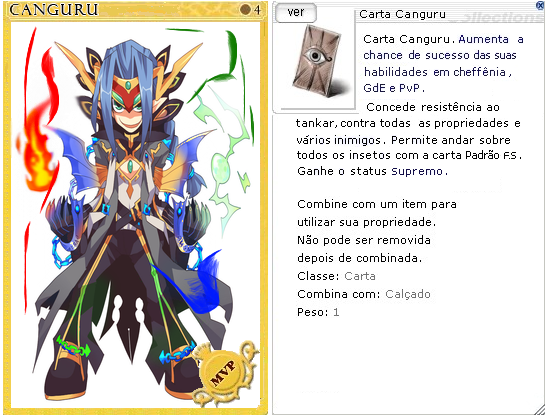 CANGURU
4
MVP
ver
Carta Canguru
Collections
Carta Canguru. Aumenta a
chance de sucesso das suas
habilidades em cheffênia,
GdE e PvP.
Concede resistência ao
tankar, contra todas as propriedades e
vários inimigos. Permite andar sobre
todos os insetos com a carta Padrão F.S.
Ganhe o status Supremo.
Combine com um item para
utilizar sua propriedade.
Não pode ser removida
depois de combinada.
Classe: Carta
Combina com: Calçado
Peso: 1